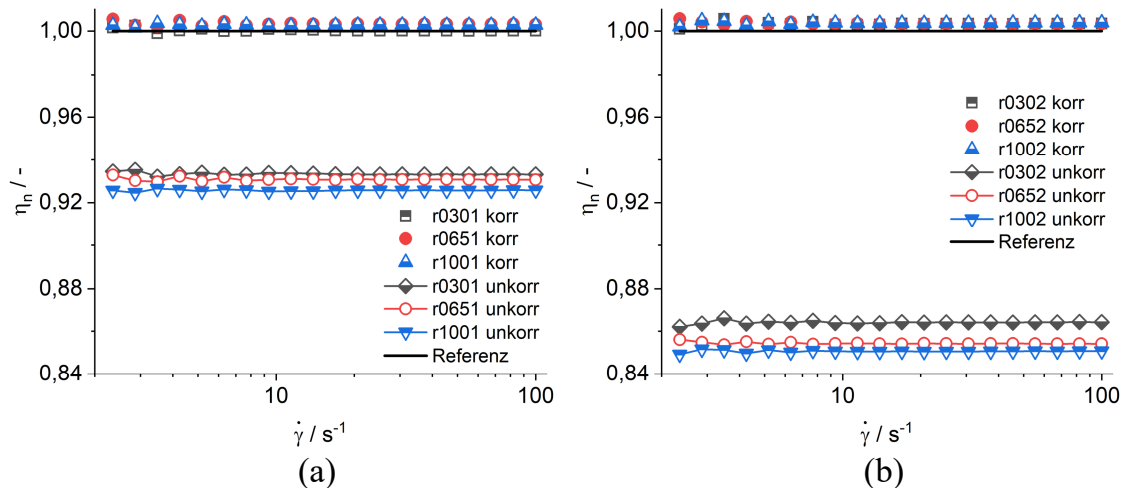 1,00
0,96
0,92
0,88
0,84
ηn / -
r0301 korr
r0651 korr
r1001 korr
r0301 unkorr
r0651 unkorr
r1001 unkorr
Referenz
10
100
γ̇ / s-1
(a)
1,00
0,96
0,92
0,88
0,84
ηn / -
r0302 korr
r0652 korr
r1002 korr
r0302 unkorr
r0652 unkorr
r1002 unkorr
Referenz
10
100
γ̇ / s-1
(b)